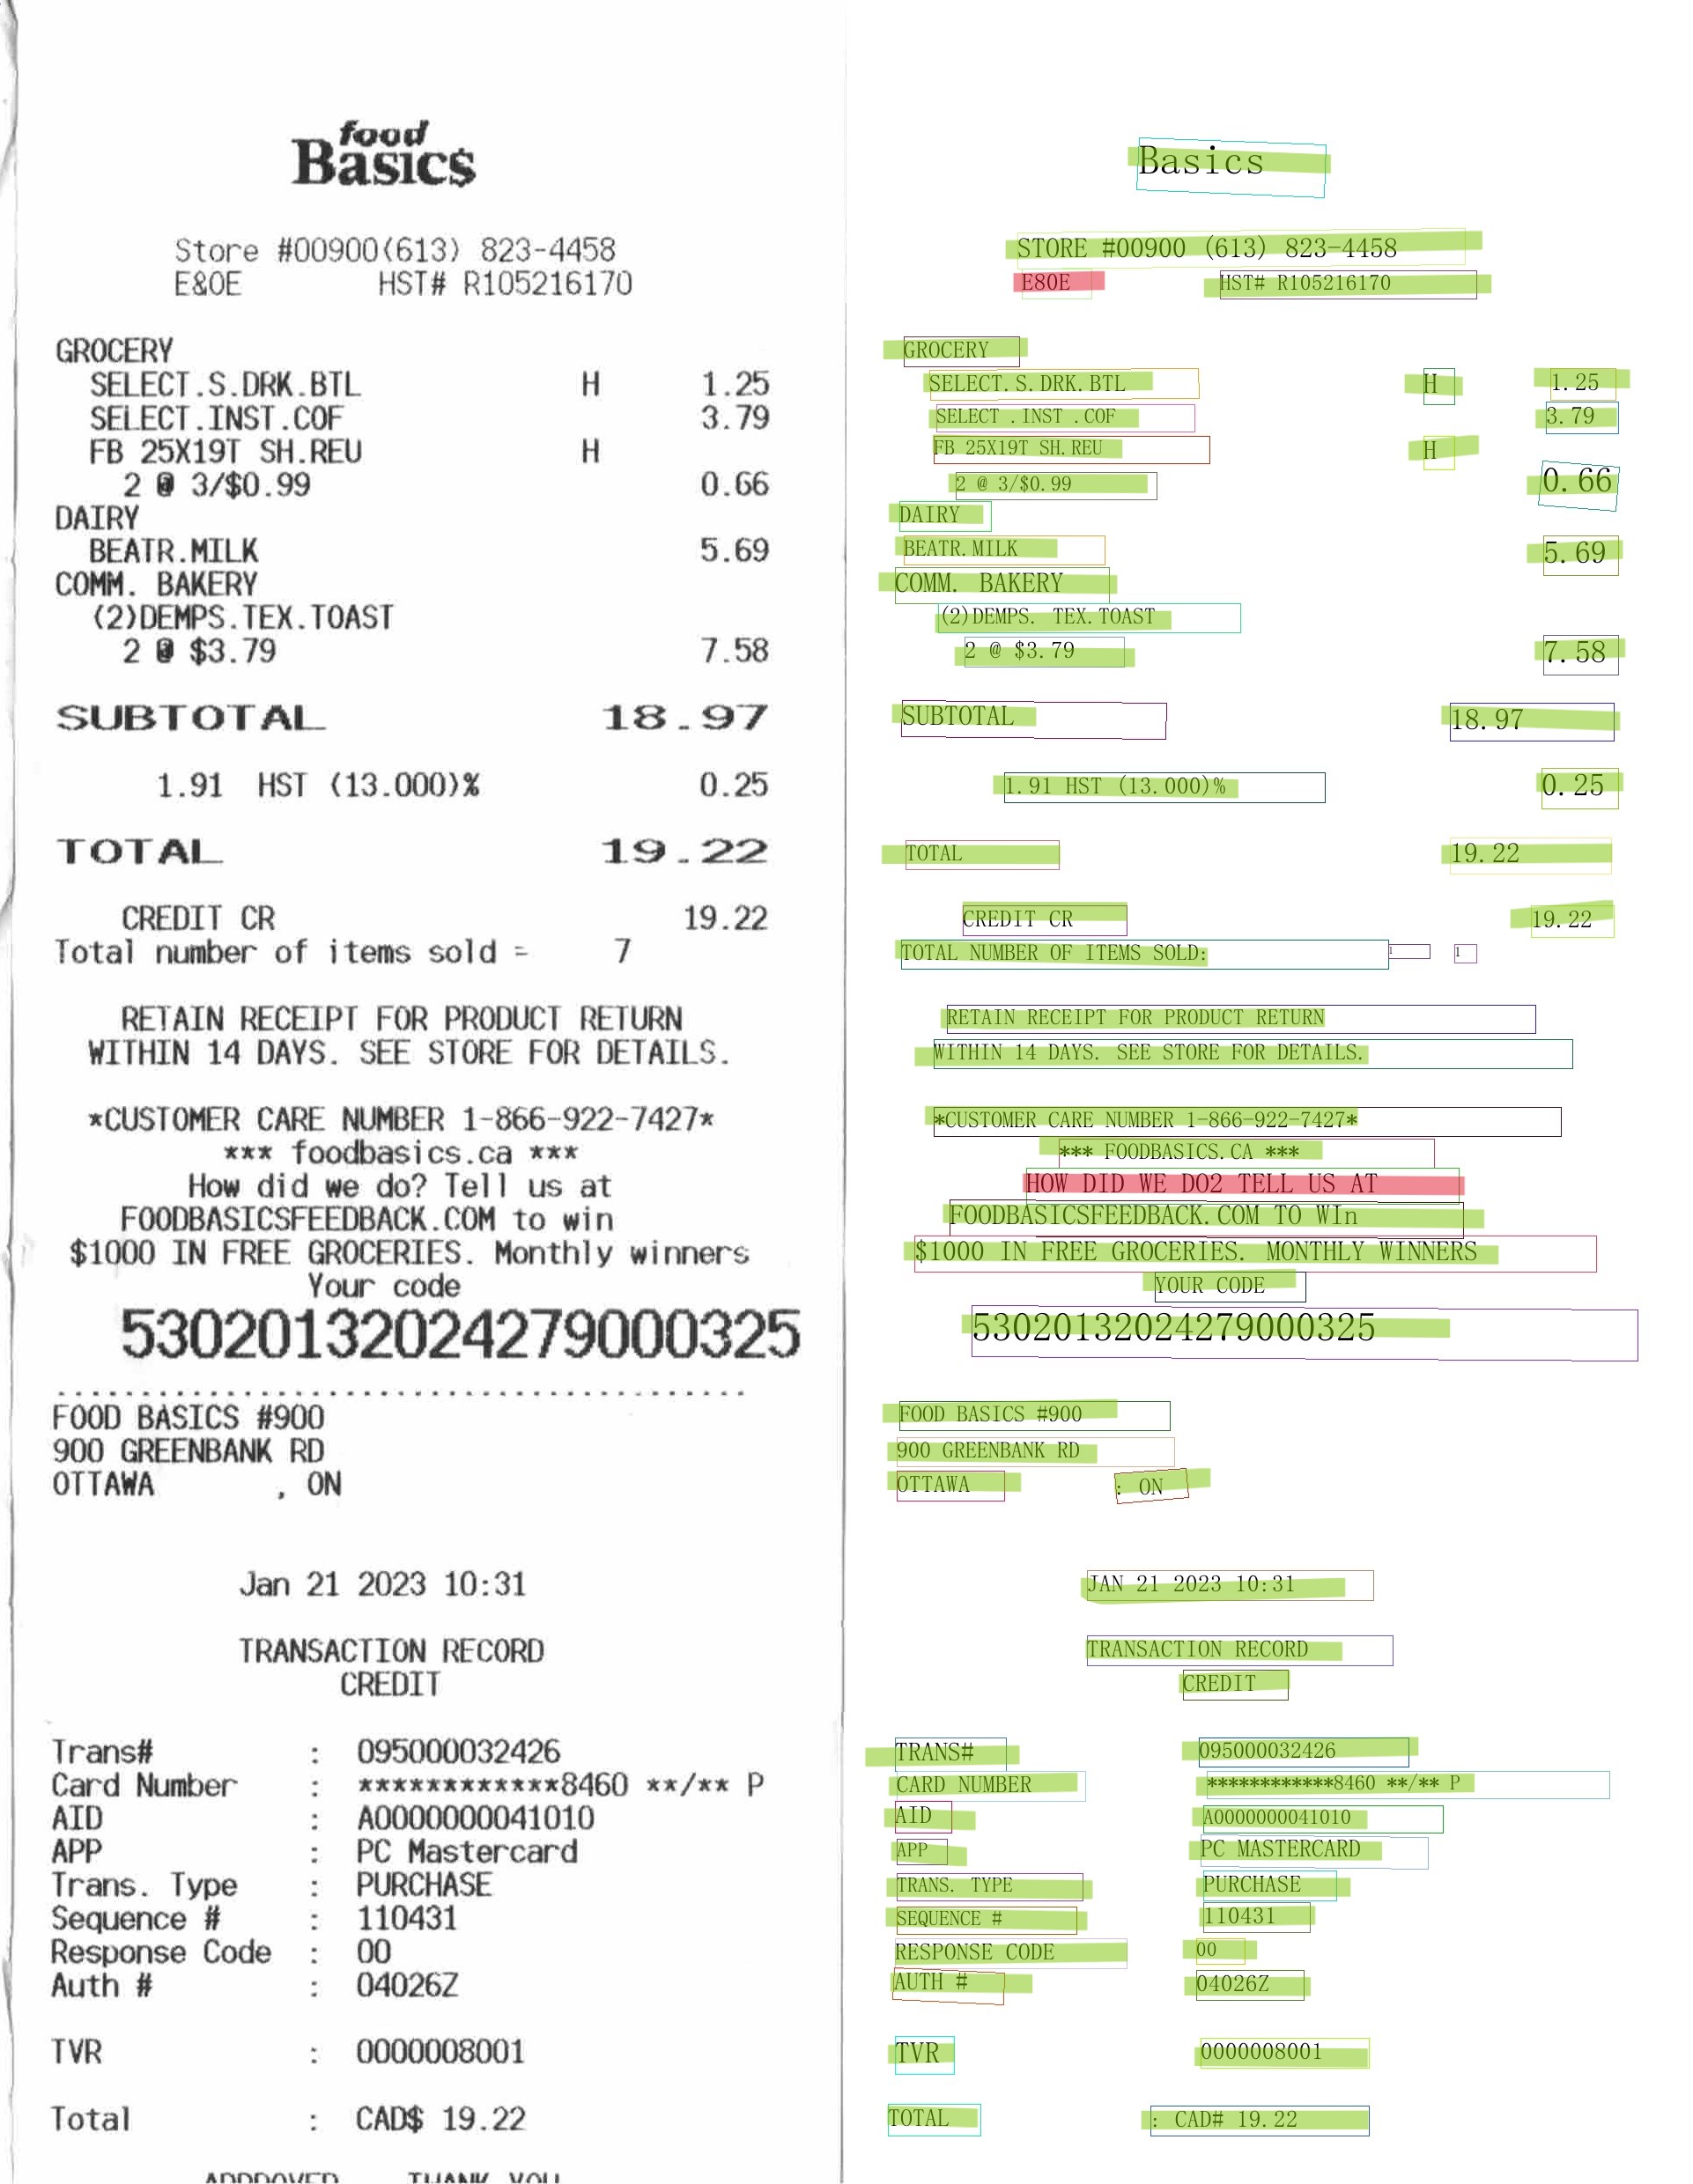 food
Basics
Store #00900(613) 823-4458
E&OE HST# R105216170
GROCERY
SELECT.S.DRK.BTL H 1.25
SELECT.INST.COF 3.79
FB 25X19T SH.REU H
2 @ 3/$0.99 0.66
DAIRY
BEATR.MILK 5.69
COMM. BAKERY
(2)DEMPS.TEX.TOAST
2 @ $3.79 7.58
SUBTOTAL 18.97
1.91 HST (13.000)% 0.25
TOTAL 19.22
CREDIT CR 19.22
Total number of items sold = 7
RETAIN RECEIPT FOR PRODUCT RETURN
WITHIN 14 DAYS. SEE STORE FOR DETAILS.
*CUSTOMER CARE NUMBER 1-866-922-7427*
*** foodbasics.ca ***
How did we do? Tell us at
FOODBASICSFEEDBACK.COM to win
$1000 IN FREE GROCERIES. Monthly winners
Your code
53020132024279000325
FOOD BASICS #900
900 GREENBANK RD
OTTAWA , ON
Jan 21 2023 10:31
TRANSACTION RECORD
CREDIT
Trans# : 095000032426
Card Number : ************8460 **/** P
AID : A0000000041010
APP : PC Mastercard
Trans. Type : PURCHASE
Sequence # : 110431
Response Code : 00
Auth # : 04026Z
TVR : 0000008001
Total : CAD$ 19.22
APPROVED THANK YOU
Basics
STORE #00900 (613) 823-4458
E80E HST# R105216170
GROCERY
SELECT.S.DRK.BTL H 1.25
SELECT .INST .COF 3.79
FB 25X19T SH.REU H
2 @ 3/$0.99 0.66
DAIRY
BEATR.MILK 5.69
COMM. BAKERY
(2)DEMPS. TEX.TOAST
2 @ $3.79 7.58
SUBTOTAL 18.97
1.91 HST (13.000)% 0.25
TOTAL 19.22
CREDIT CR 19.22
TOTAL NUMBER OF ITEMS SOLD: 1 1
RETAIN RECEIPT FOR PRODUCT RETURN
WITHIN 14 DAYS. SEE STORE FOR DETAILS.
*CUSTOMER CARE NUMBER 1-866-922-7427*
*** FOODBASICS.CA ***
HOW DID WE DO2 TELL US AT
FOODBASICSFEEDBACK.COM TO WIn
$1000 IN FREE GROCERIES. MONTHLY WINNERS
YOUR CODE
53020132024279000325
FOOD BASICS #900
900 GREENBANK RD
OTTAWA : ON
JAN 21 2023 10:31
TRANSACTION RECORD
CREDIT
TRANS# 095000032426
CARD NUMBER ************8460 **/** P
AID A0000000041010
APP PC MASTERCARD
TRANS. TYPE PURCHASE
SEQUENCE # 110431
RESPONSE CODE 00
AUTH # 04026Z
TVR 0000008001
TOTAL : CAD# 19.22